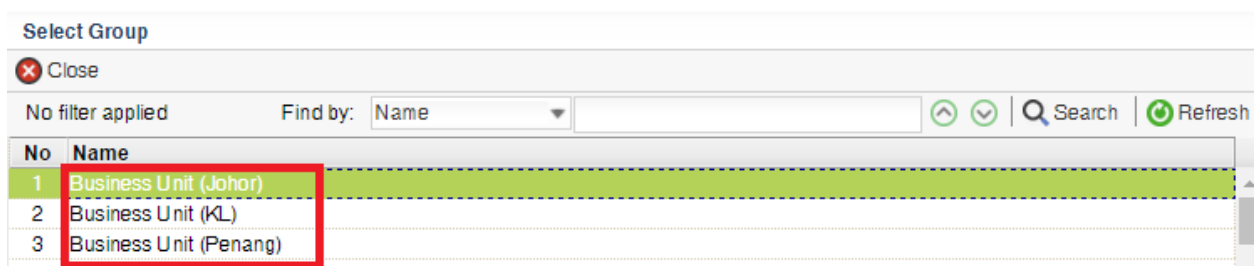 Select Group
Close
No filter applied Find by: Name Search Refresh
No Name
1 Business Unit (Johor)
2 Business Unit (KL)
3 Business Unit (Penang)